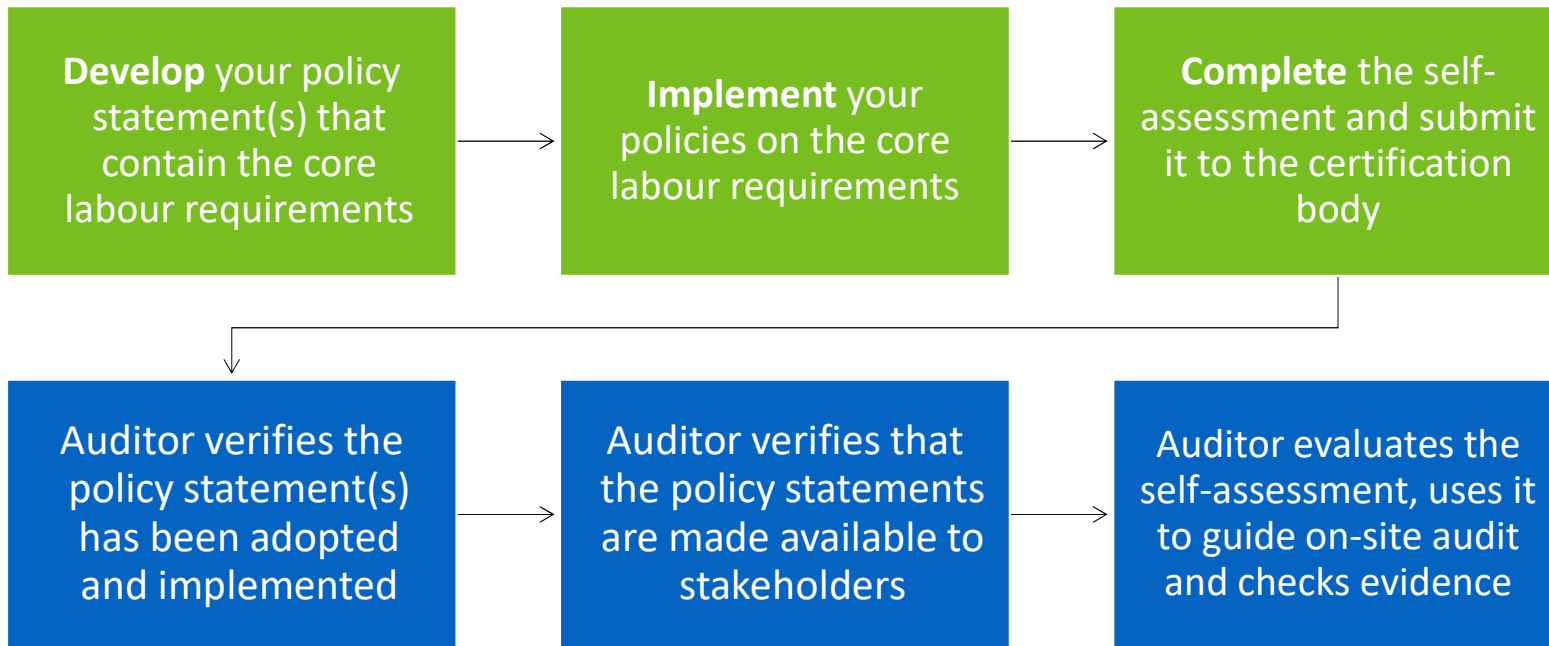 Develop your policy
statement(s) that
contain the core
labour requirements
Implement your
policies on the core
labour requirements
Complete the self-
assessment and submit
it to the certification
body
Auditor verifies the
policy statement(s)
has been adopted
and implemented
Auditor verifies that
the policy statements
are made available to
stakeholders
Auditor evaluates the
self-assessment, uses it
to guide on-site audit
and checks evidence